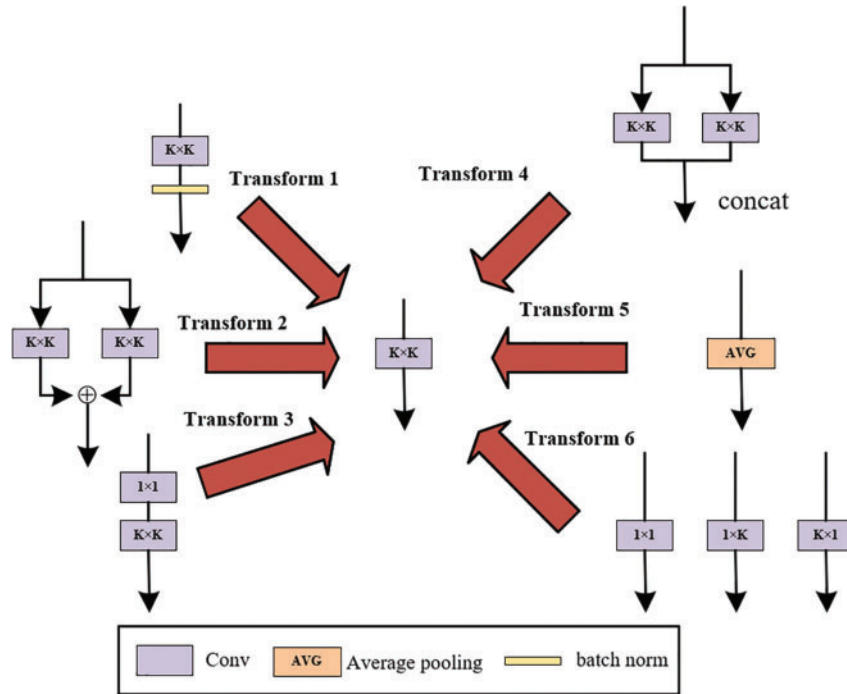 K×K
K×K
K×K
concat
Transform 1
Transform 4
K×K
K×K
Transform 2
K×K
Transform 5
AVG
Transform 3
1×1
K×K
Transform 6
1×1
1×K
K×1
Conv
AVG
Average pooling
batch norm